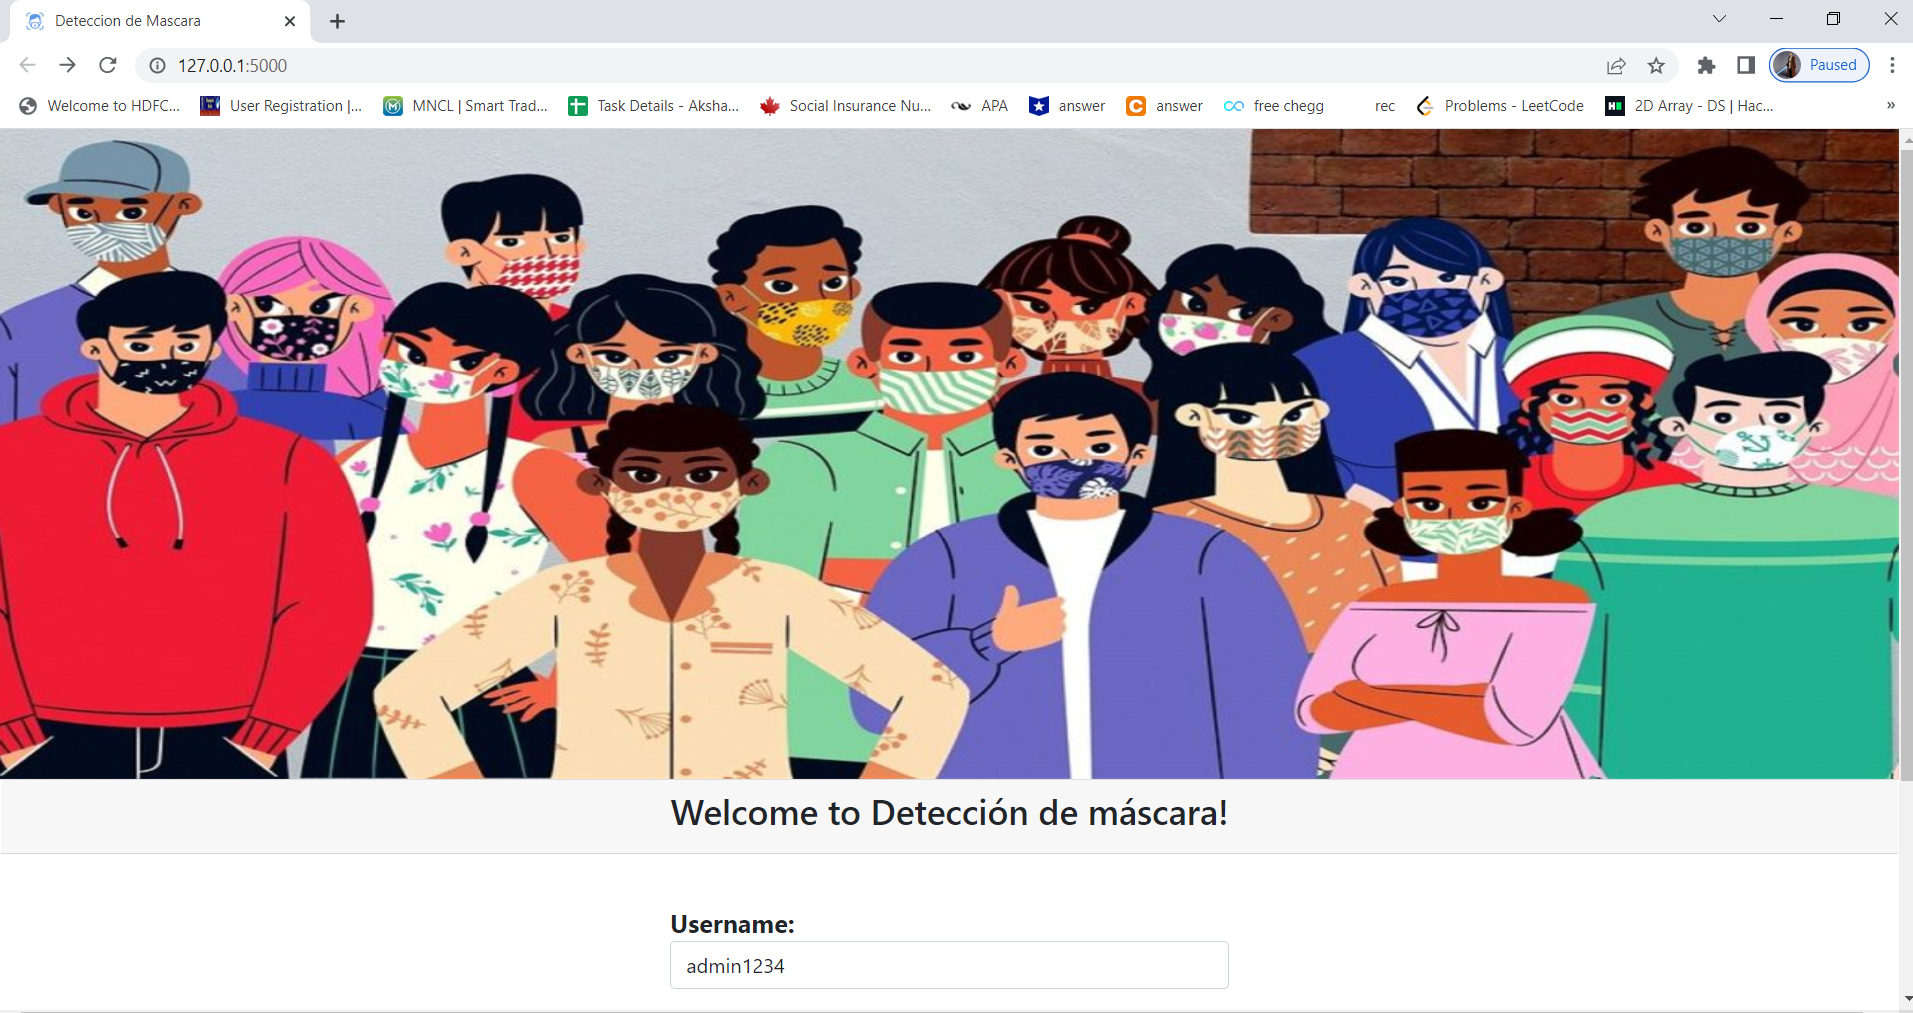 Deteccion de Mascara
127.0.0.1:5000
Paused
Welcome to HDFC...
User Registration |...
MNCL | Smart Trad...
Task Details - Aksha...
Social Insurance Nu...
APA
answer
answer
free chegg
rec
Problems - LeetCode
2D Array - DS | Hac...
»
Welcome to Detección de máscara!
Username:
admin1234